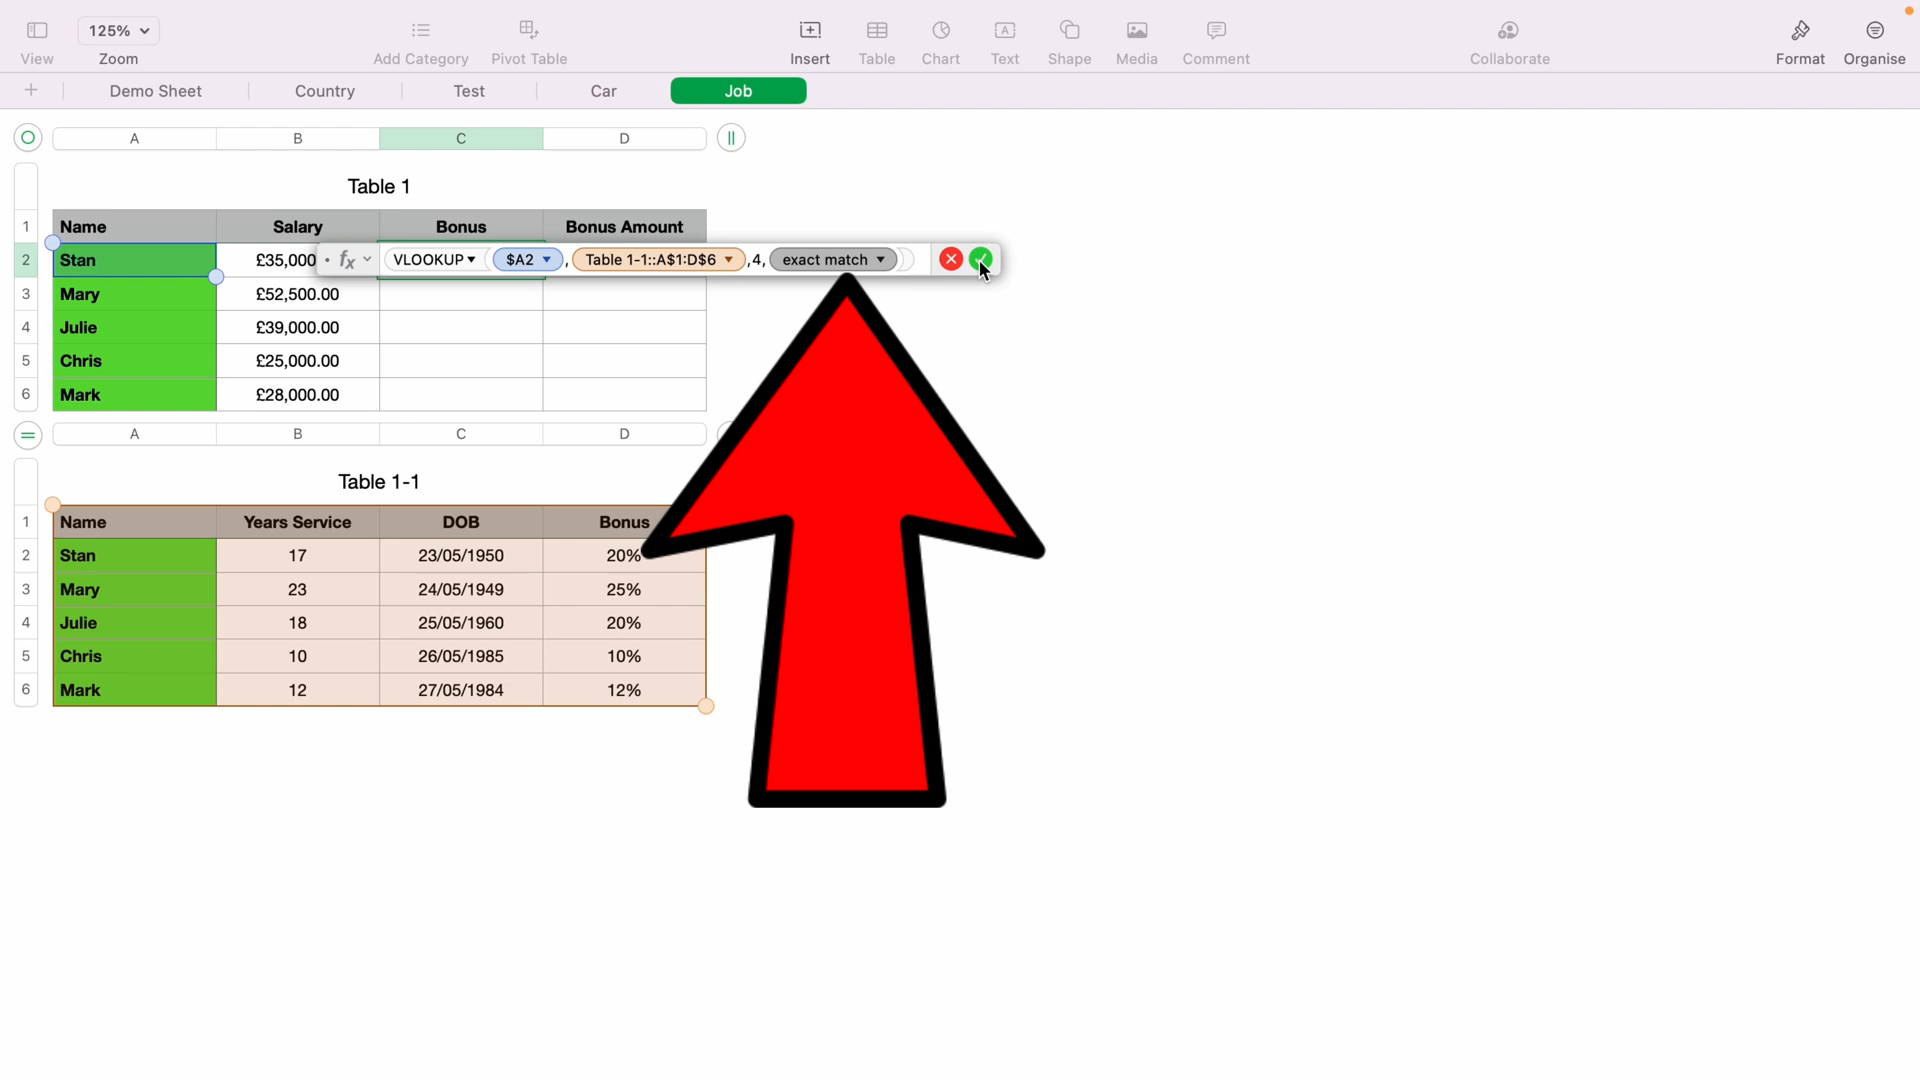 125%
View Zoom Add Category Pivot Table Insert Table Chart Text Shape Media Comment Collaborate Format Organise
+ Demo Sheet Country Test Car Job
A B C D
Table 1
1 Name Salary Bonus Bonus Amount
2 Stan £35,000 fx VLOOKUP $A2 , Table 1-1::A$1:D$6 ,4, exact match
3 Mary £52,500.00
4 Julie £39,000.00
5 Chris £25,000.00
6 Mark £28,000.00
A B C D
Table 1-1
1 Name Years Service DOB Bonus
2 Stan 17 23/05/1950 20%
3 Mary 23 24/05/1949 25%
4 Julie 18 25/05/1960 20%
5 Chris 10 26/05/1985 10%
6 Mark 12 27/05/1984 12%